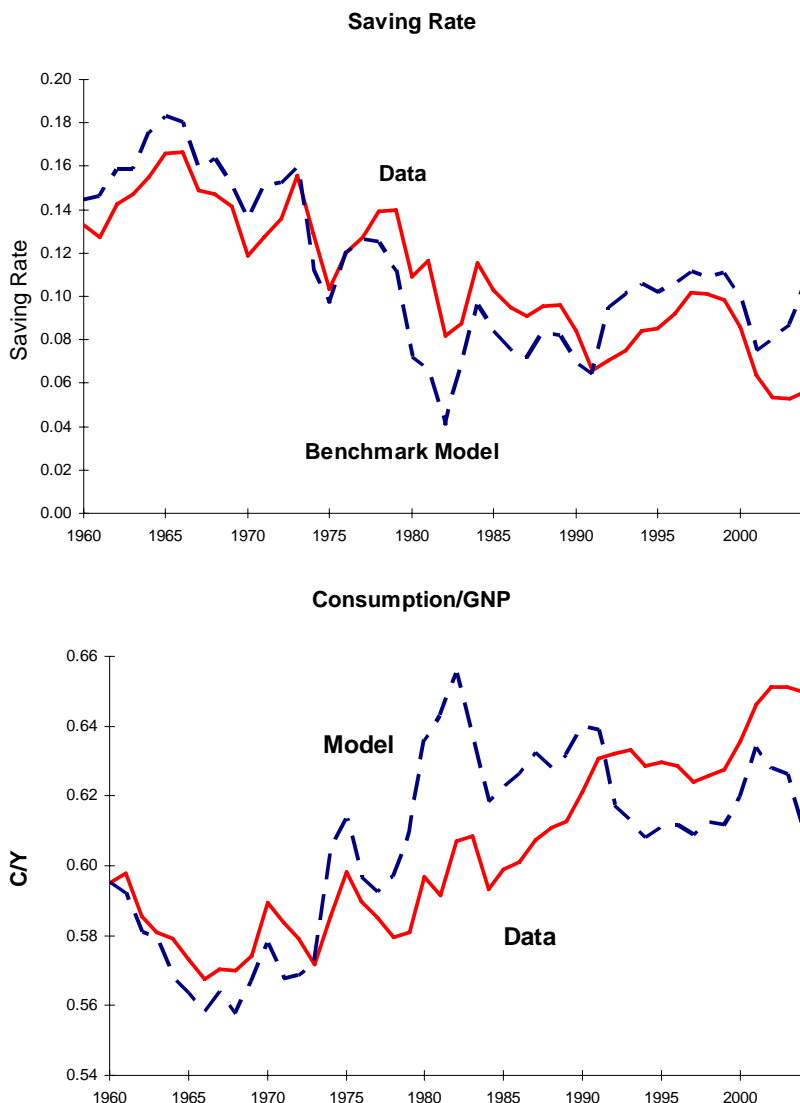 Saving Rate
0.20
0.18
0.16
Data
0.14
0.12
Saving Rate
0.10
0.08
0.06
0.04
Benchmark Model
0.02
0.00
1960 1965 1970 1975 1980 1985 1990 1995 2000
Consumption/GNP
0.66
0.64
Model
0.62
C/Y
0.60
Data
0.58
0.56
0.54
1960 1965 1970 1975 1980 1985 1990 1995 2000